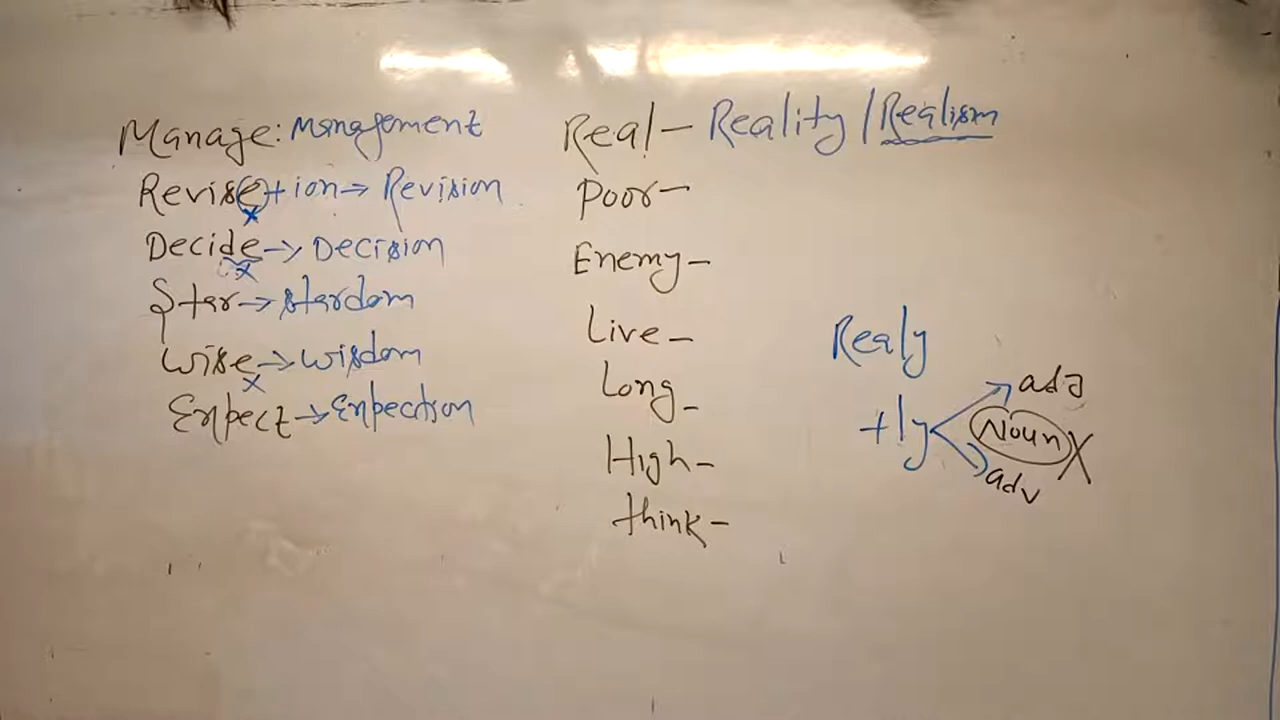 Manage: Management
Revise + ion → Revision
x
Decide → Decision
x
Star → stardom
Wise → Wisdom
x
Expect → Expection
Real – Reality / Realism
Poor –
Enemy –
Live –
Long –
High –
think –
Realy
+ly
adj
Noun X
adv